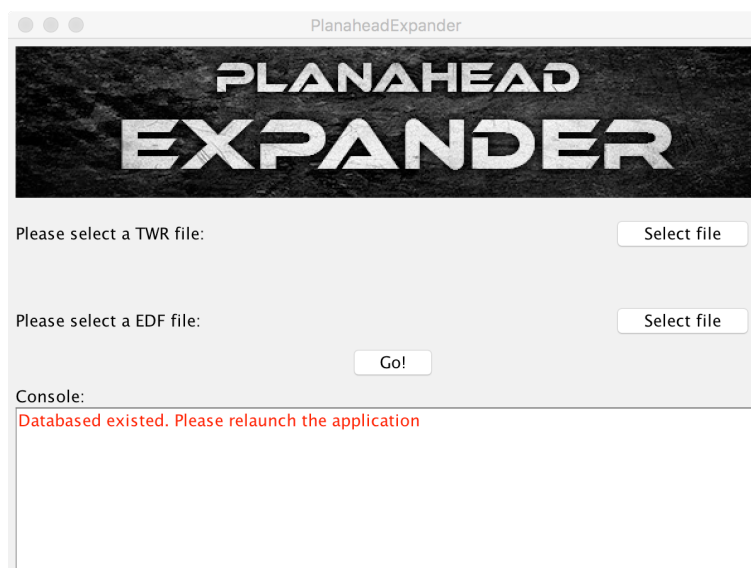 PlanaheadExpander
PLANAHEAD
EXPANDER
Please select a TWR file:
Select file
Please select a EDF file:
Select file
Go!
Console:
Databased existed. Please relaunch the application